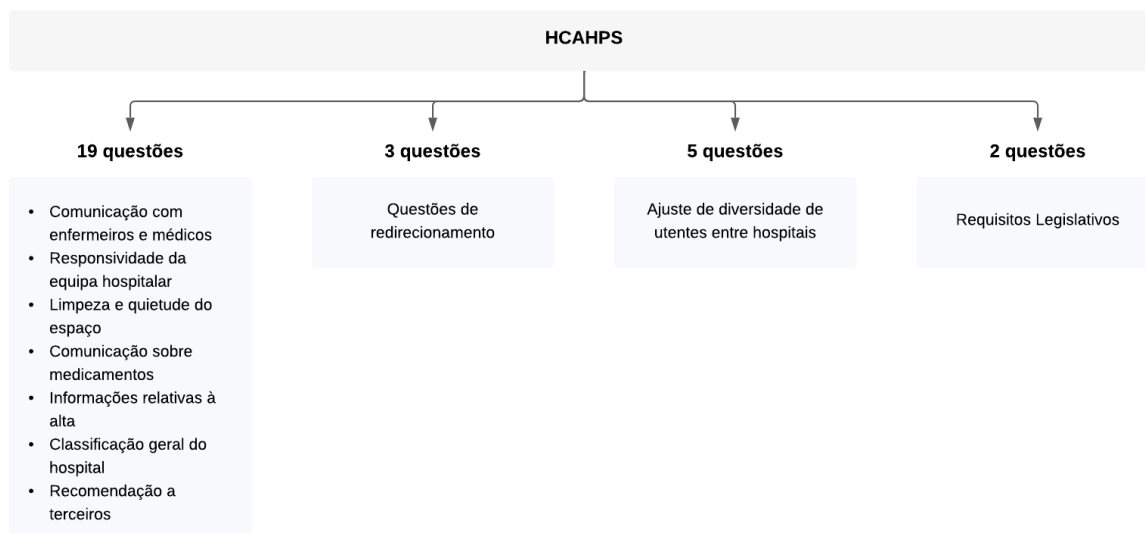 HCAHPS
19 questões
3 questões
5 questões
2 questões
• Comunicação com
enfermeiros e médicos
• Responsividade da
equipa hospitalar
• Limpeza e quietude do
espaço
• Comunicação sobre
medicamentos
• Informações relativas à
alta
• Classificação geral do
hospital
• Recomendação a
terceiros
Questões de
redirecionamento
Ajuste de diversidade de
utentes entre hospitais
Requisitos Legislativos